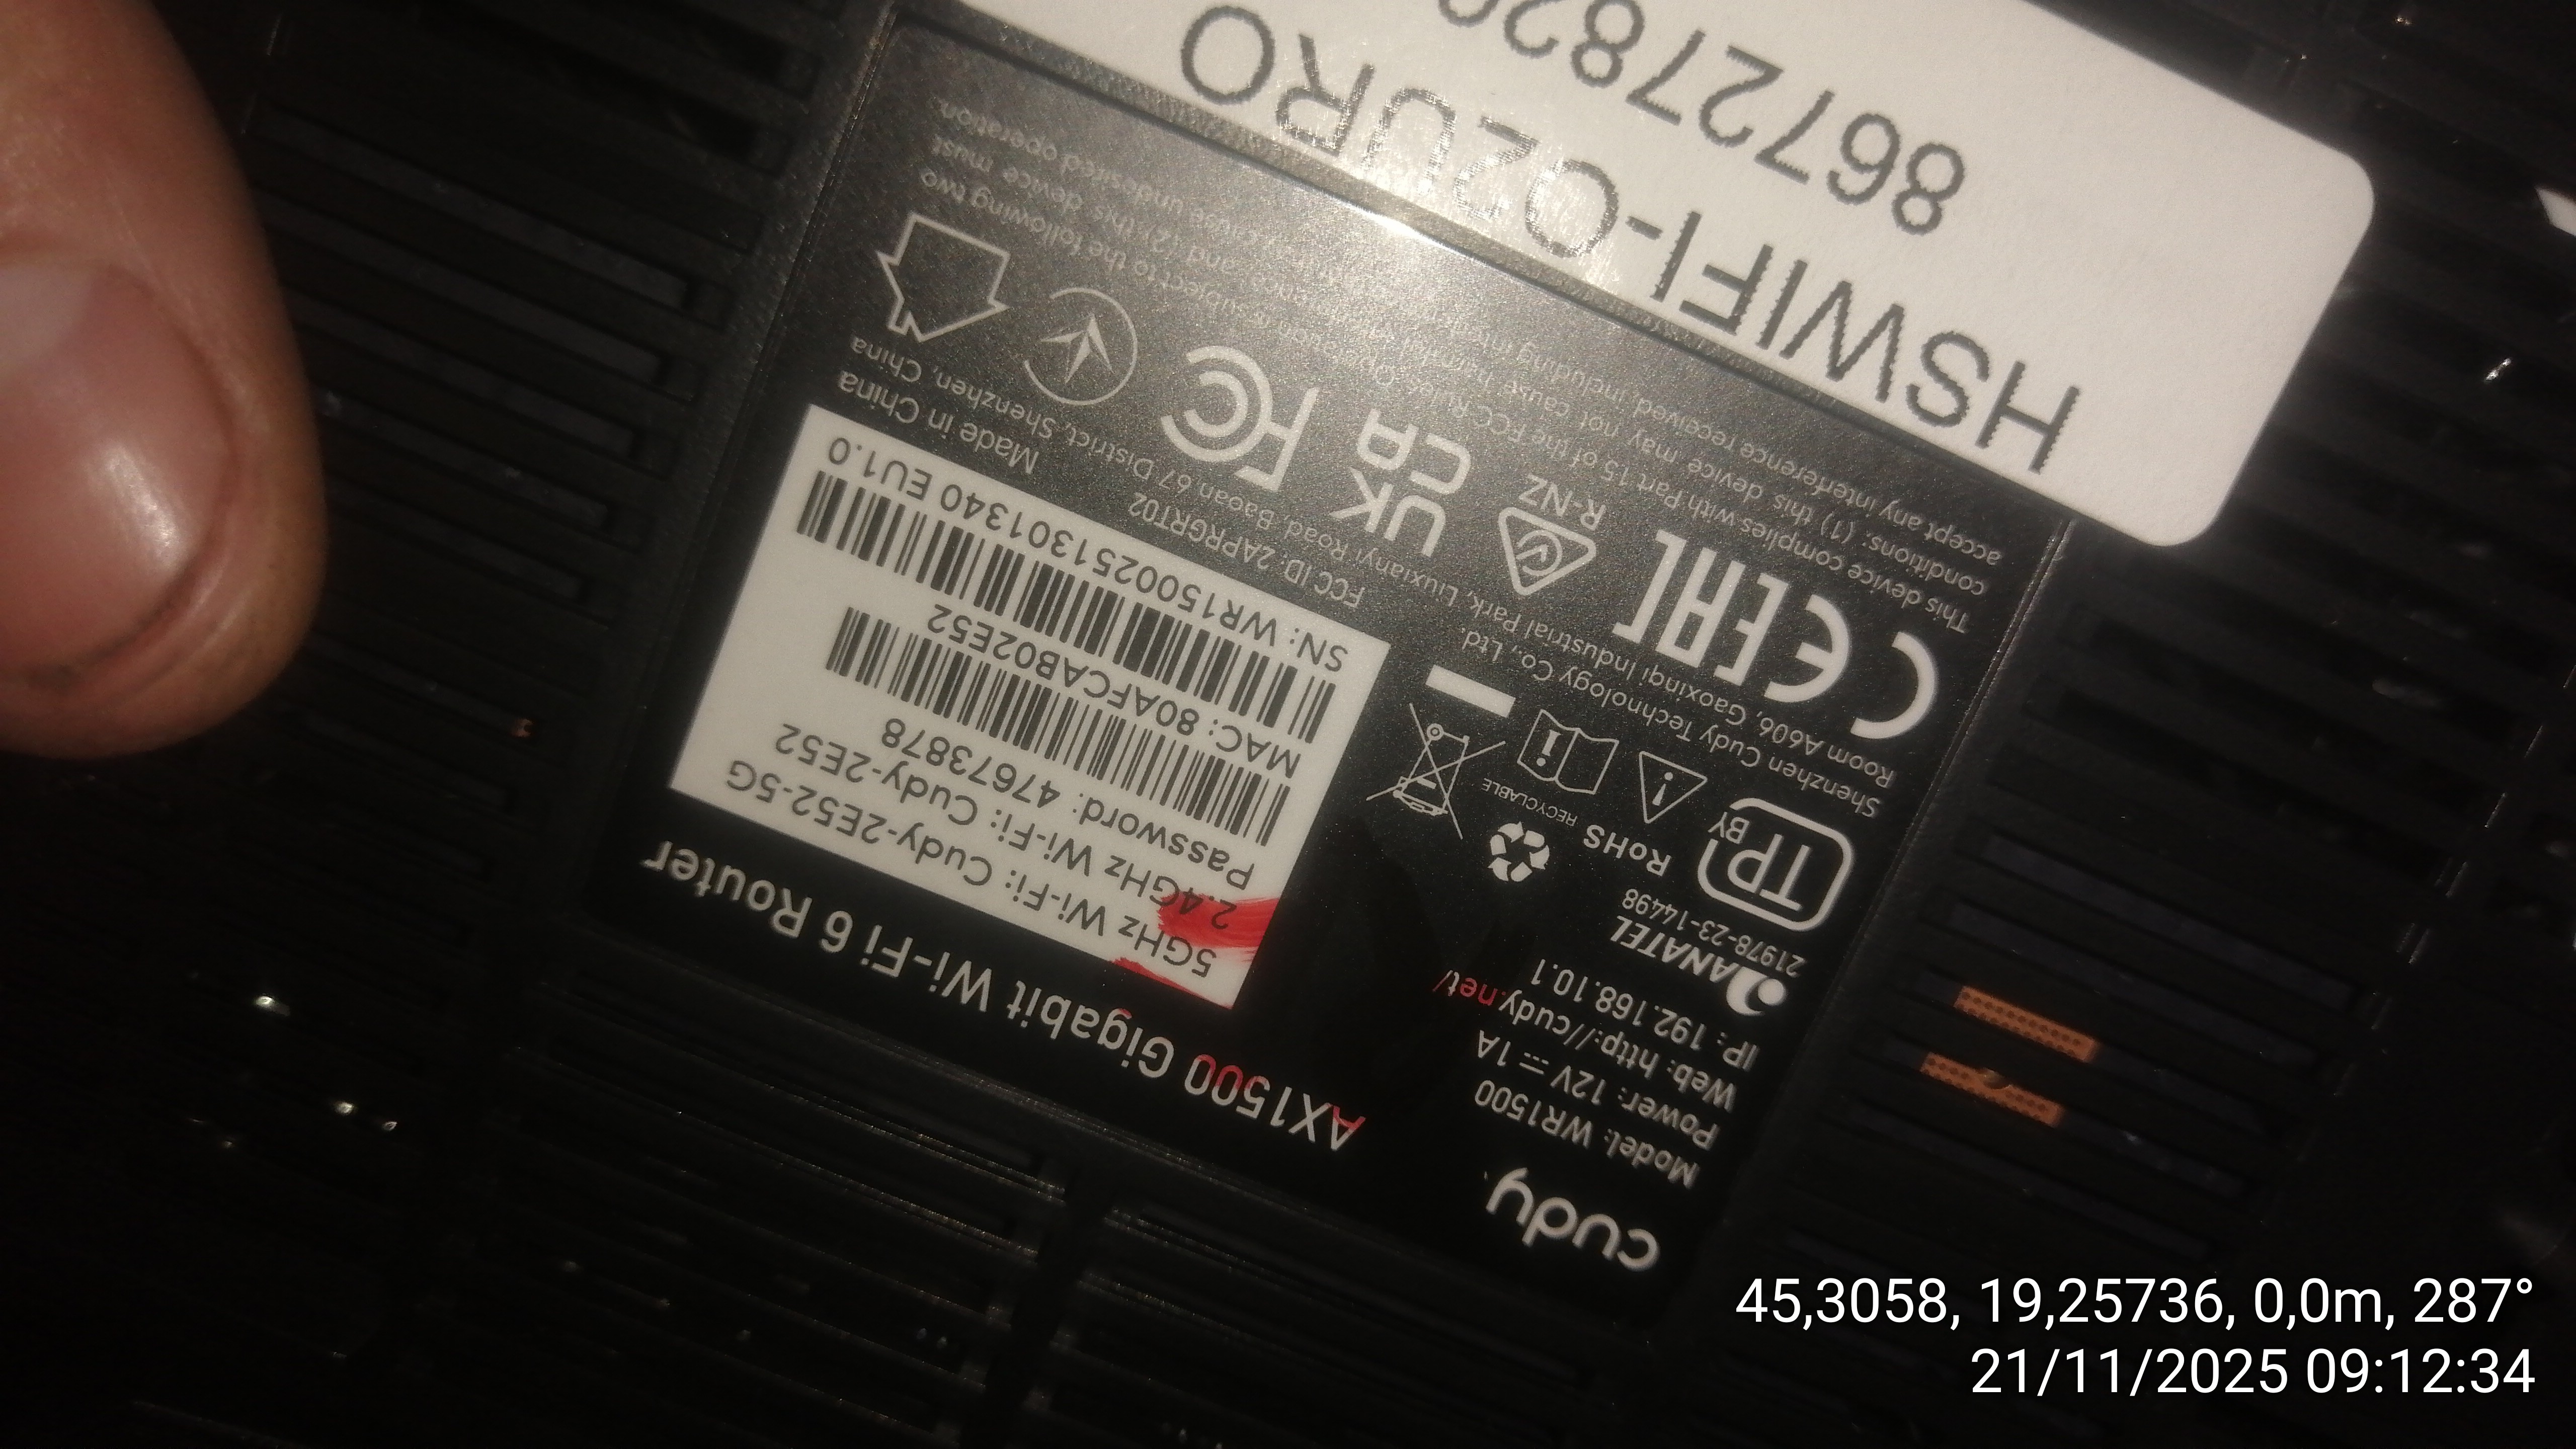 cudy
Model: WR1500
Power: 12V ⎓ 1A
Web: http://cudy.net/
IP: 192.168.10.1
ANATEL
21978-23-14498
TP
BY
RoHS
RECYCLABLE
AX1500 Gigabit Wi-Fi 6 Router
5GHz Wi-Fi: Cudy-2E52-5G
2.4GHz Wi-Fi: Cudy-2E52
Password: 47673878
MAC: 80AFCAB02E52
SN: WR1500251301340 EU1.0
Shenzhen Cudy Technology Co., Ltd.
Room A606, Gaoxinqi Industrial Park, Liuxianyi Road, Baoan 67 District, Shenzhen, China
FCC ID: 2APRGRT02
Made in China
CE
EAC
R-NZ
UK
CA
FC
This device complies with Part 15 of the FCC Rules. Operation is subject to the following two
conditions: (1) this device may not cause harmful interference, and (2) this device must
accept any interference received, including interference that may cause undesired operation.
HSWIFI-O2URO
8672782
45,3058, 19,25736, 0,0m, 287°
21/11/2025 09:12:34